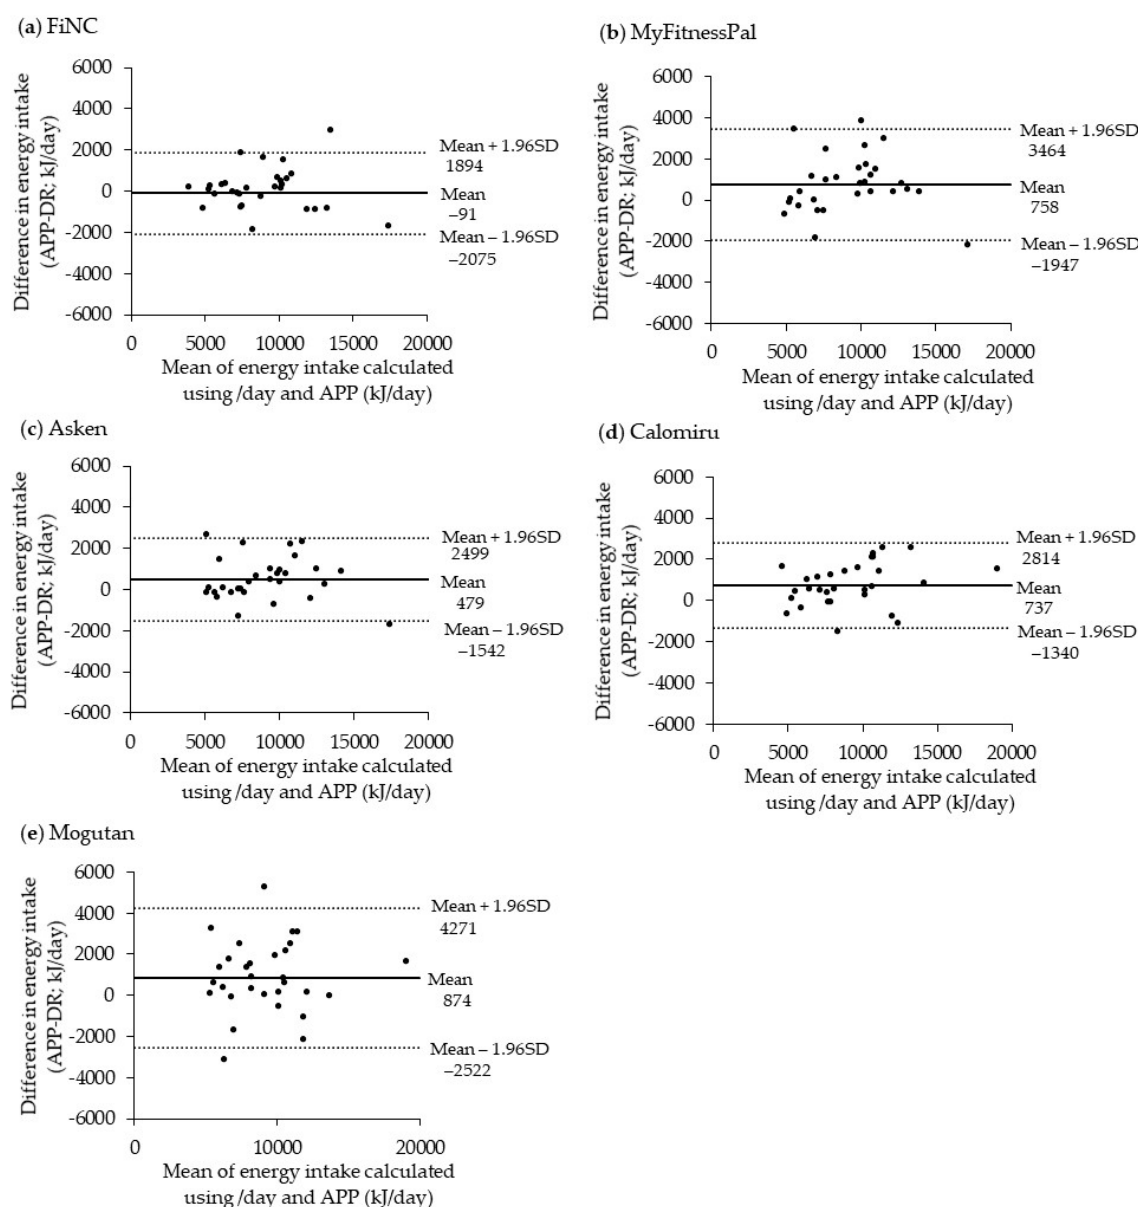 (a) FiNC
Difference in energy intake
(APP-DR; kJ/day)
6000
4000
2000
0
-2000
-4000
-6000
Mean + 1.96SD
1894
Mean
−91
Mean − 1.96SD
−2075
0 5000 10000 15000 20000
Mean of energy intake calculated
using /day and APP (kJ/day)
(b) MyFitnessPal
Difference in energy intake
(APP-DR; kJ/day)
6000
4000
2000
0
-2000
-4000
-6000
Mean + 1.96SD
3464
Mean
758
Mean − 1.96SD
−1947
0 5000 10000 15000 20000
Mean of energy intake calculated
using /day and APP (kJ/day)
(c) Asken
Difference in energy intake
(APP-DR; kJ/day)
6000
4000
2000
0
-2000
-4000
-6000
Mean + 1.96SD
2499
Mean
479
Mean − 1.96SD
−1542
0 5000 10000 15000 20000
Mean of energy intake calculated
using /day and APP (kJ/day)
(d) Calomiru
Difference in energy intake
(APP-DR; kJ/day)
6000
4000
2000
0
-2000
-4000
-6000
Mean + 1.96SD
2814
Mean
737
Mean − 1.96SD
−1340
0 5000 10000 15000 20000
Mean of energy intake calculated
using /day and APP (kJ/day)
(e) Mogutan
Difference in energy intake
(APP-DR; kJ/day)
6000
4000
2000
0
-2000
-4000
-6000
Mean + 1.96SD
4271
Mean
874
Mean − 1.96SD
−2522
0 10000 20000
Mean of energy intake calculated
using /day and APP (kJ/day)